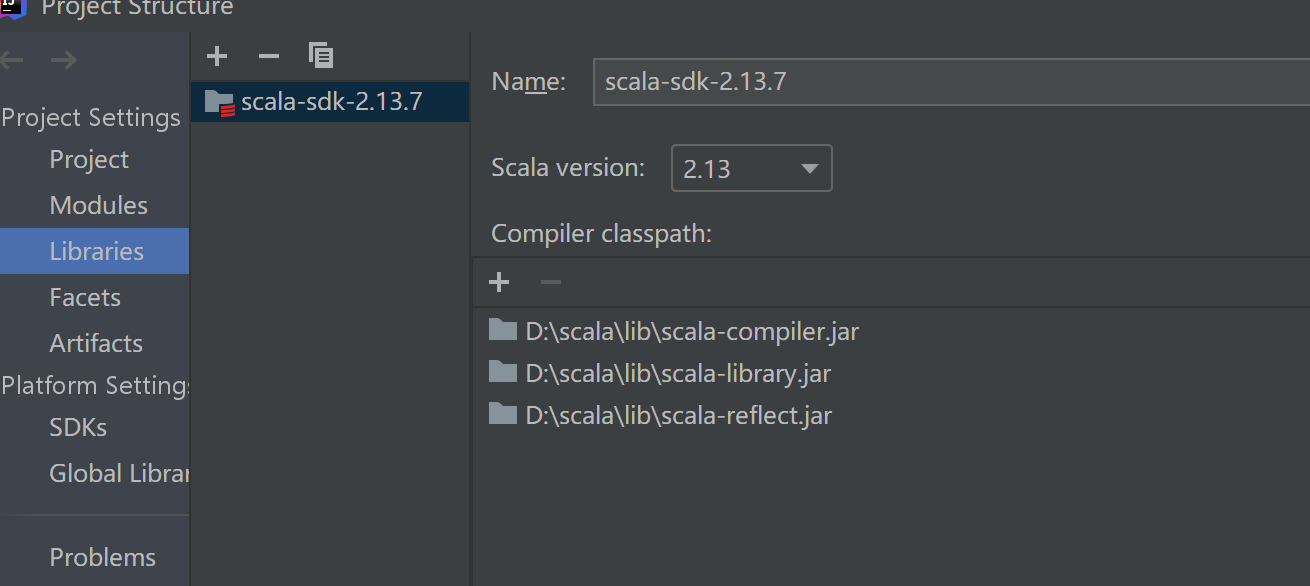 Project Structure
Project Settings
Project
Modules
Libraries
Facets
Artifacts
Platform Settings
SDKs
Global Librar
Problems
scala-sdk-2.13.7
Name: scala-sdk-2.13.7
Scala version: 2.13
Compiler classpath:
D:\scala\lib\scala-compiler.jar
D:\scala\lib\scala-library.jar
D:\scala\lib\scala-reflect.jar